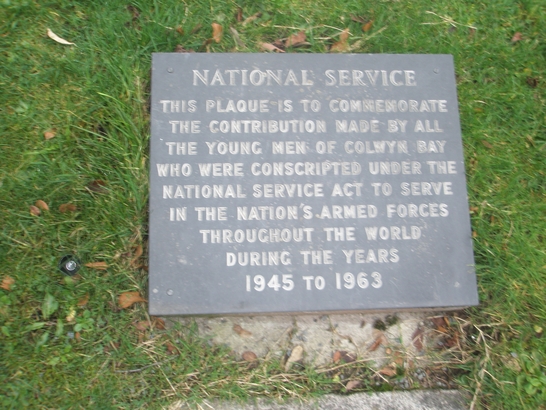 NATIONAL SERVICE
THIS PLAQUE IS TO COMMEMORATE
THE CONTRIBUTION MADE BY ALL
THE YOUNG MEN OF COLWYN BAY
WHO WERE CONSCRIPTED UNDER THE
NATIONAL SERVICE ACT TO SERVE
IN THE NATION'S ARMED FORCES
THROUGHOUT THE WORLD
DURING THE YEARS
1945 TO 1963